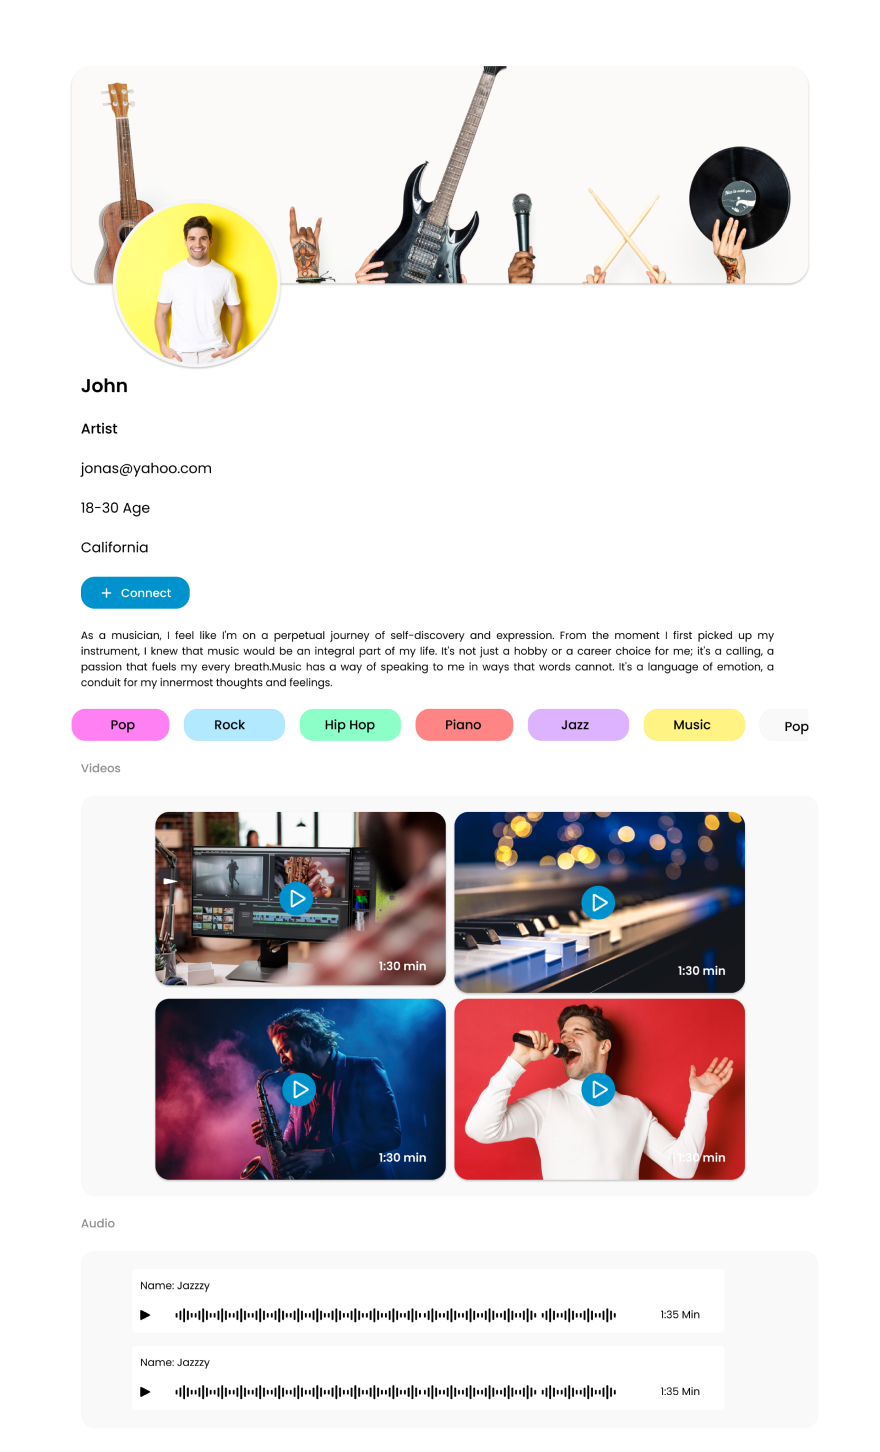 John
Artist
jonas@yahoo.com
18-30 Age
California
+ Connect
As a musician, I feel like I'm on a perpetual journey of self-discovery and expression. From the moment I first picked up my
instrument, I knew that music would be an integral part of my life. It's not just a hobby or a career choice for me; it's a calling, a
passion that fuels my every breath.Music has a way of speaking to me in ways that words cannot. It's a language of emotion, a
conduit for my innermost thoughts and feelings.
Pop Rock Hip Hop Piano Jazz Music Pop
Videos
1:30 min 1:30 min
1:30 min 1:30 min
Audio
Name: Jazzzy
1:35 Min
Name: Jazzzy
1:35 Min